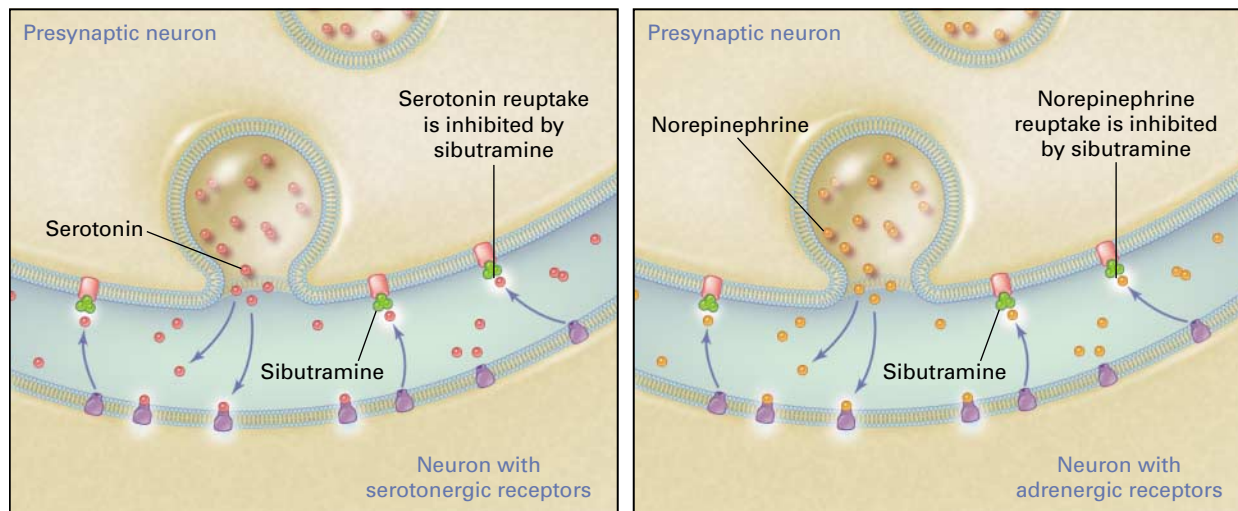 Presynaptic neuron
Serotonin reuptake
is inhibited by
sibutramine
Serotonin
Sibutramine
Neuron with
serotonergic receptors
Presynaptic neuron
Norepinephrine
Norepinephrine
reuptake is inhibited
by sibutramine
Sibutramine
Neuron with
adrenergic receptors